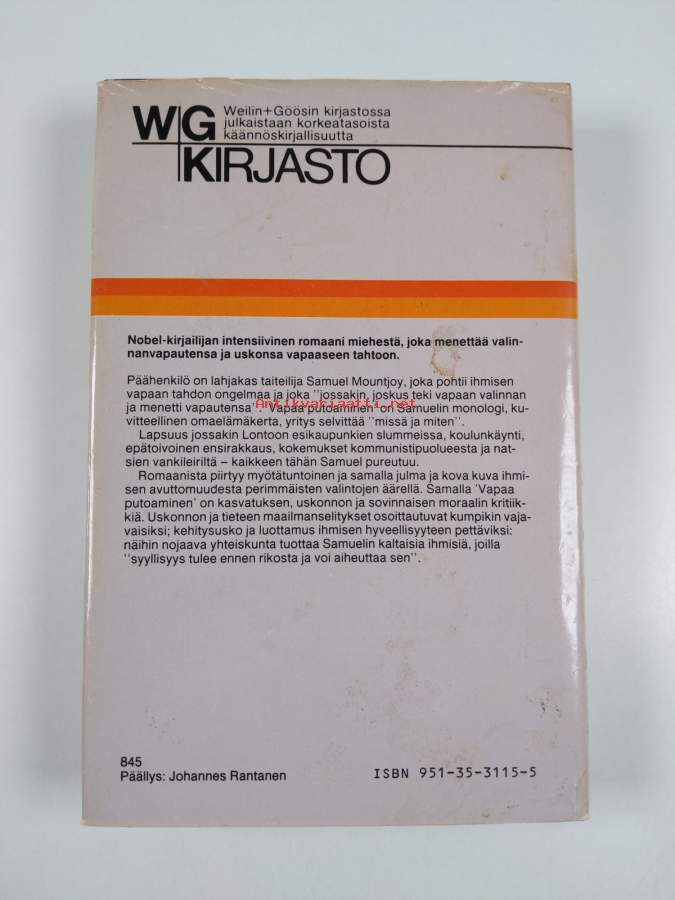 Weilin+Göösin kirjastossa
julkaistaan korkeatasoista
käännöskirjallisuutta
WG
KIRJASTO
Nobel-kirjailijan intensiivinen romaani miehestä, joka menettää valin-
nanvapautensa ja uskonsa vapaaseen tahtoon.
Päähenkilö on lahjakas taiteilija Samuel Mountjoy, joka pohtii ihmisen
vapaan tahdon ongelmaa ja joka "jossakin, joskus teki vapaan valinnan
ja menetti vapautensa". 'Vapaa putoaminen' on Samuelin monologi, ku-
vitteellinen omaelämäkerta, yritys selvittää "missä ja miten".
Lapsuus jossakin Lontoon esikaupunkien slummeissa, koulunkäynti,
epätoivoinen ensirakkaus, kokemukset kommunistipuolueesta ja nat-
sien vankileiriltä – kaikkeen tähän Samuel pureutuu.
Romaanista piirtyy myötätuntoinen ja samalla julma ja kova kuva ihmi-
sen avuttomuudesta perimmäisten valintojen äärellä. Samalla 'Vapaa
putoaminen' on kasvatuksen, uskonnon ja sovinnaisen moraalin kritiik-
kiä. Uskonnon ja tieteen maailmanselitykset osoittautuvat kumpikin vaja-
vaisiksi; kehitysusko ja luottamus ihmisen hyveellisyyteen pettäviksi:
näihin nojaava yhteiskunta tuottaa Samuelin kaltaisia ihmisiä, joilla
"syyllisyys tulee ennen rikosta ja voi aiheuttaa sen".
Antikvariaatti.net
845
Päällys: Johannes Rantanen
ISBN 951-35-3115-5